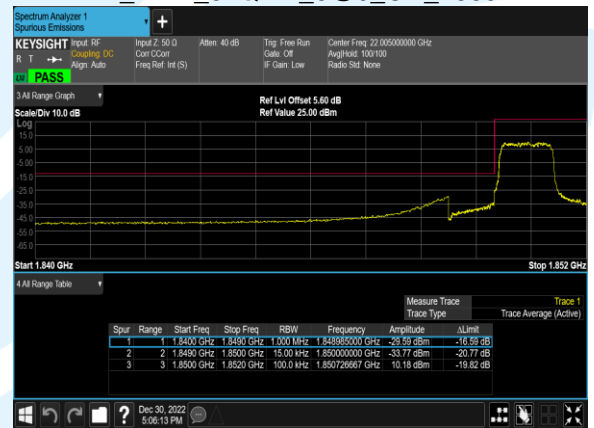 Spectrum Analyzer 1
Spurious Emissions
+
KEYSIGHT Input: RF Input Z: 50 Ω Atten: 40 dB Trig: Free Run Center Freq: 22.005000000 GHz
R T Coupling: DC Corr CCorr Gate: Off Avg|Hold: 100/100
Align: Auto Freq Ref: Int (S) IF Gain: Low Radio Std: None
LXI PASS
3.All Range Graph
Ref Lvl Offset 5.60 dB
Scale/Div 10.0 dB Ref Value 25.00 dBm
Log
15.0
5.00
-5.00
-15.0
-25.0
-35.0
-45.0
-55.0
-65.0
Start 1.840 GHz Stop 1.852 GHz
4.All Range Table
Measure Trace Trace 1
Trace Type Trace Average (Active)
Spur Range Start Freq Stop Freq RBW Frequency Amplitude ΔLimit
1 1 1.8400 GHz 1.8490 GHz 1.000 MHz 1.848985000 GHz -29.59 dBm -16.59 dB
2 2 1.8490 GHz 1.8500 GHz 15.00 kHz 1.850000000 GHz -33.77 dBm -20.77 dB
3 3 1.8500 GHz 1.8520 GHz 100.0 kHz 1.850726667 GHz 10.18 dBm -19.82 dB
? Dec 30, 2022
5:06:13 PM